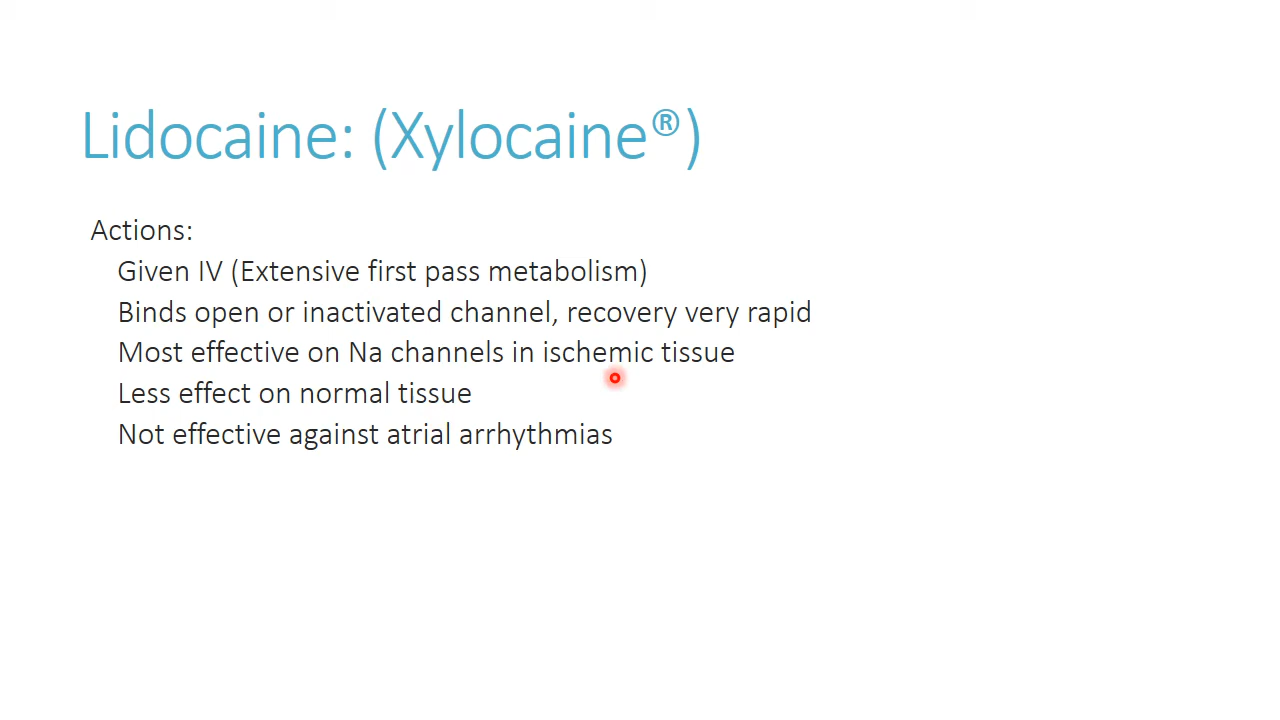 Lidocaine: (Xylocaine®)
Actions:
Given IV (Extensive first pass metabolism)
Binds open or inactivated channel, recovery very rapid
Most effective on Na channels in ischemic tissue
Less effect on normal tissue
Not effective against atrial arrhythmias